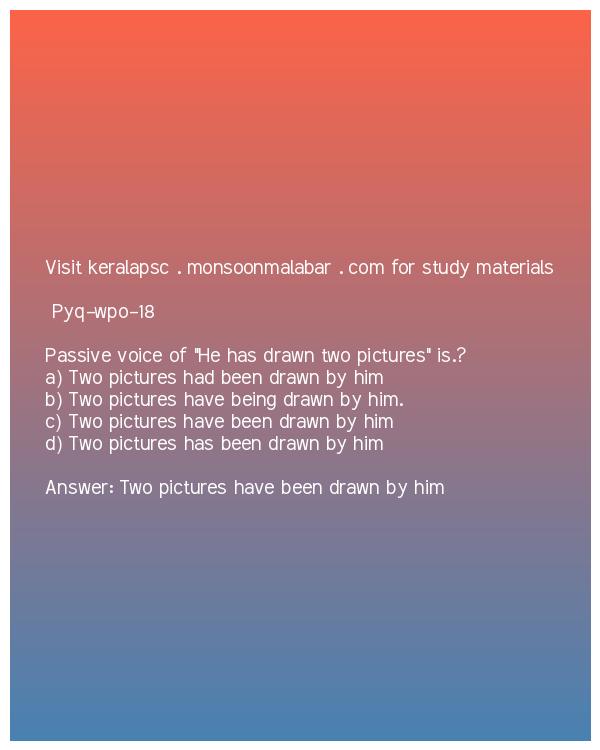 Visit keralapsc . monsoonmalabar . com for study materials
Pyq-wpo-18
Passive voice of "He has drawn two pictures" is.?
a) Two pictures had been drawn by him
b) Two pictures have being drawn by him.
c) Two pictures have been drawn by him
d) Two pictures has been drawn by him
Answer: Two pictures have been drawn by him